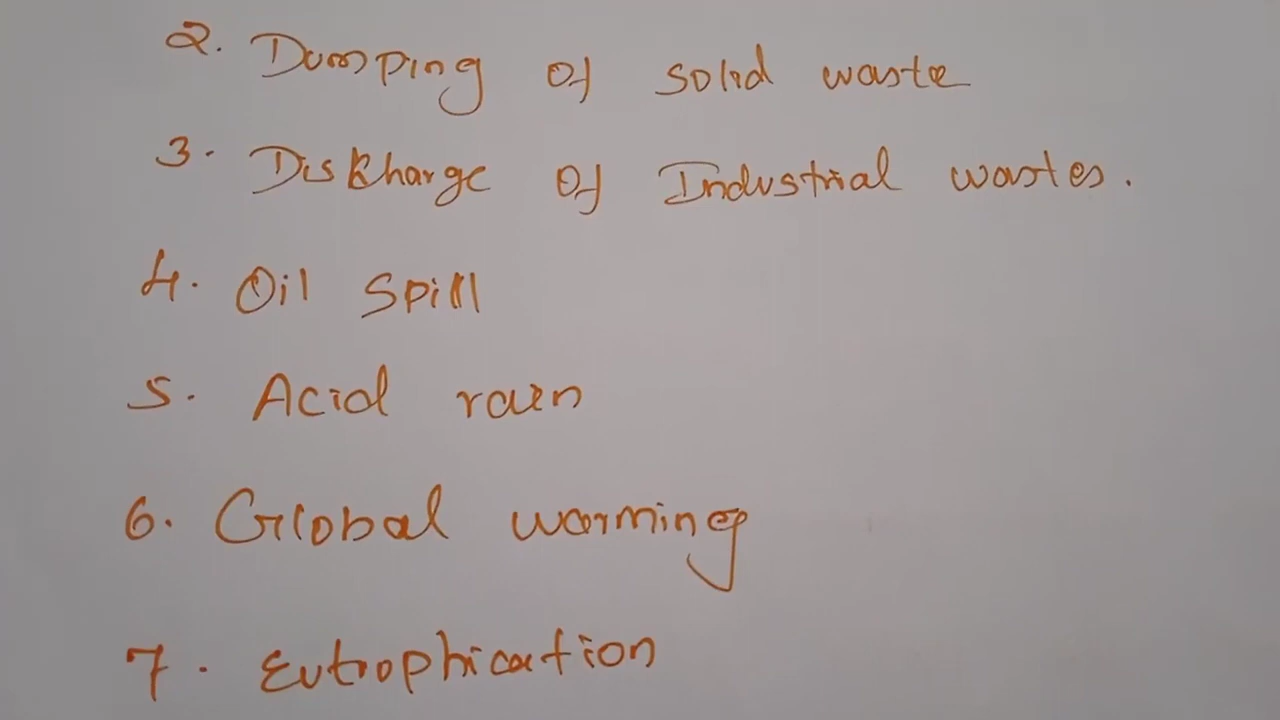 2. Dumping of solid waste
3. Discharge of Industrial wastes.
4. Oil spill
5. Acid rain
6. Global warming
7. Eutrophication